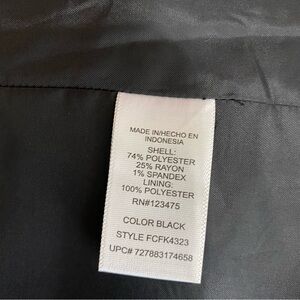 MADE IN/HECHO EN
INDONESIA
SHELL:
74% POLYESTER
25% RAYON
1% SPANDEX
LINING:
100% POLYESTER
RN#123475
COLOR BLACK
STYLE FCFK4323
UPC# 727883174658